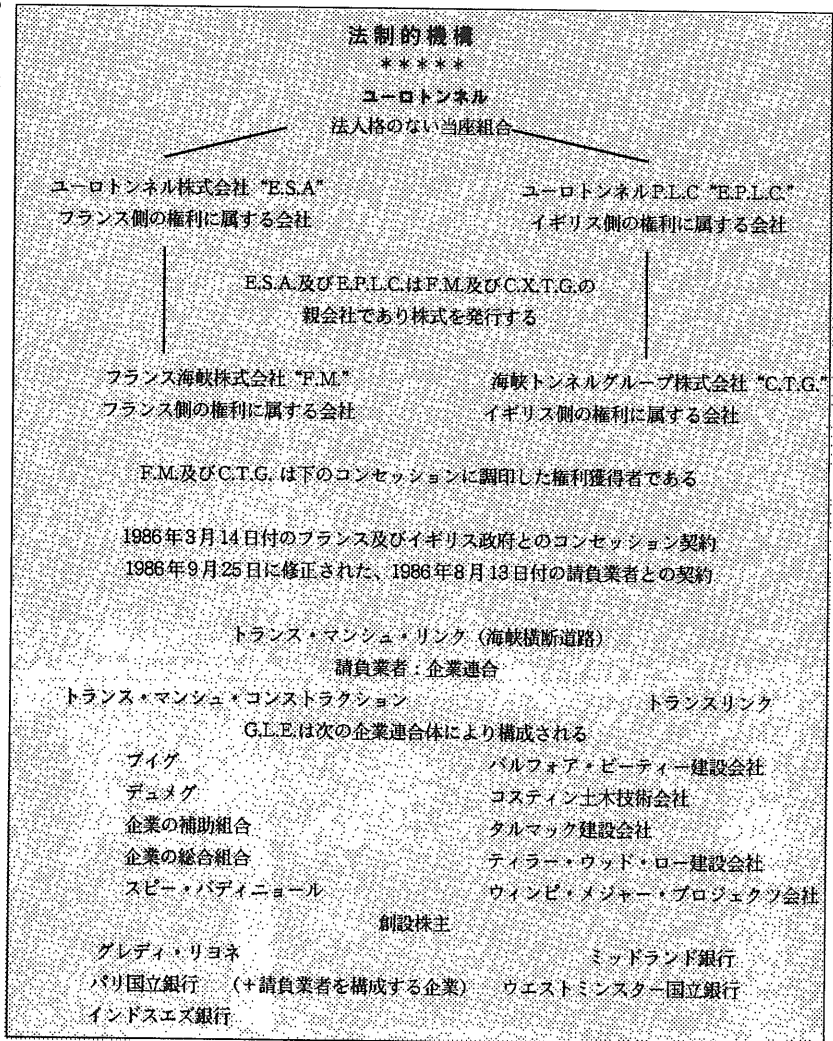 法制的機構
*****
ユーロトンネル
法人格のない当座組合
ユーロトンネル株式会社 “E.S.A”
フランス側の権利に属する会社
ユーロトンネルP.L.C “E.P.L.C.”
イギリス側の権利に属する会社
E.S.A.及びE.P.L.C.はF.M.及びC.X.T.G.の
親会社であり株式を発行する
フランス海峡株式会社 “F.M.”
フランス側の権利に属する会社
海峡トンネルグループ株式会社 “C.T.G.”
イギリス側の権利に属する会社
F.M.及びC.T.G. は下のコンセッションに調印した権利獲得者である
1986年3月14日付のフランス及びイギリス政府とのコンセッション契約
1986年9月25日に修正された、1986年8月13日付の請負業者との契約
トランス・マンシュ・リンク（海峡横断道路）
請負業者：企業連合
トランス・マンシュ・コンストラクション
トランスリンク
G.L.E.は次の企業連合体により構成される
ブイグ
デュメグ
企業の補助組合
企業の総合組合
スピー・バディニョール
バルフォア・ビーティー建設会社
コスティン土木技術会社
タルマック建設会社
ティラー・ウッド・ロー建設会社
ウィンピ・メジャー・プロジェクツ会社
創設株主
グレディ・リヨネ
パリ国立銀行 （＋請負業者を構成する企業）
インドスエズ銀行
ミッドランド銀行
ウエストミンスター国立銀行